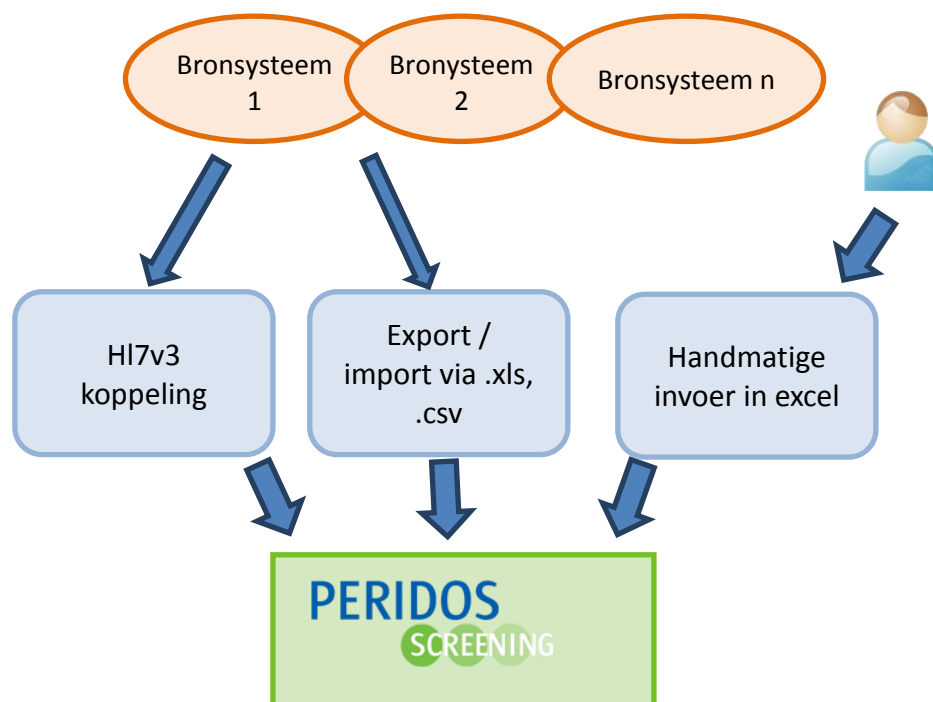 Bronsysteem
1
Bronysteem
2
Bronsysteem n
Hl7v3
koppeling
Export /
import via .xls,
.csv
Handmatige
invoer in excel
PERIDOS
SCREENING